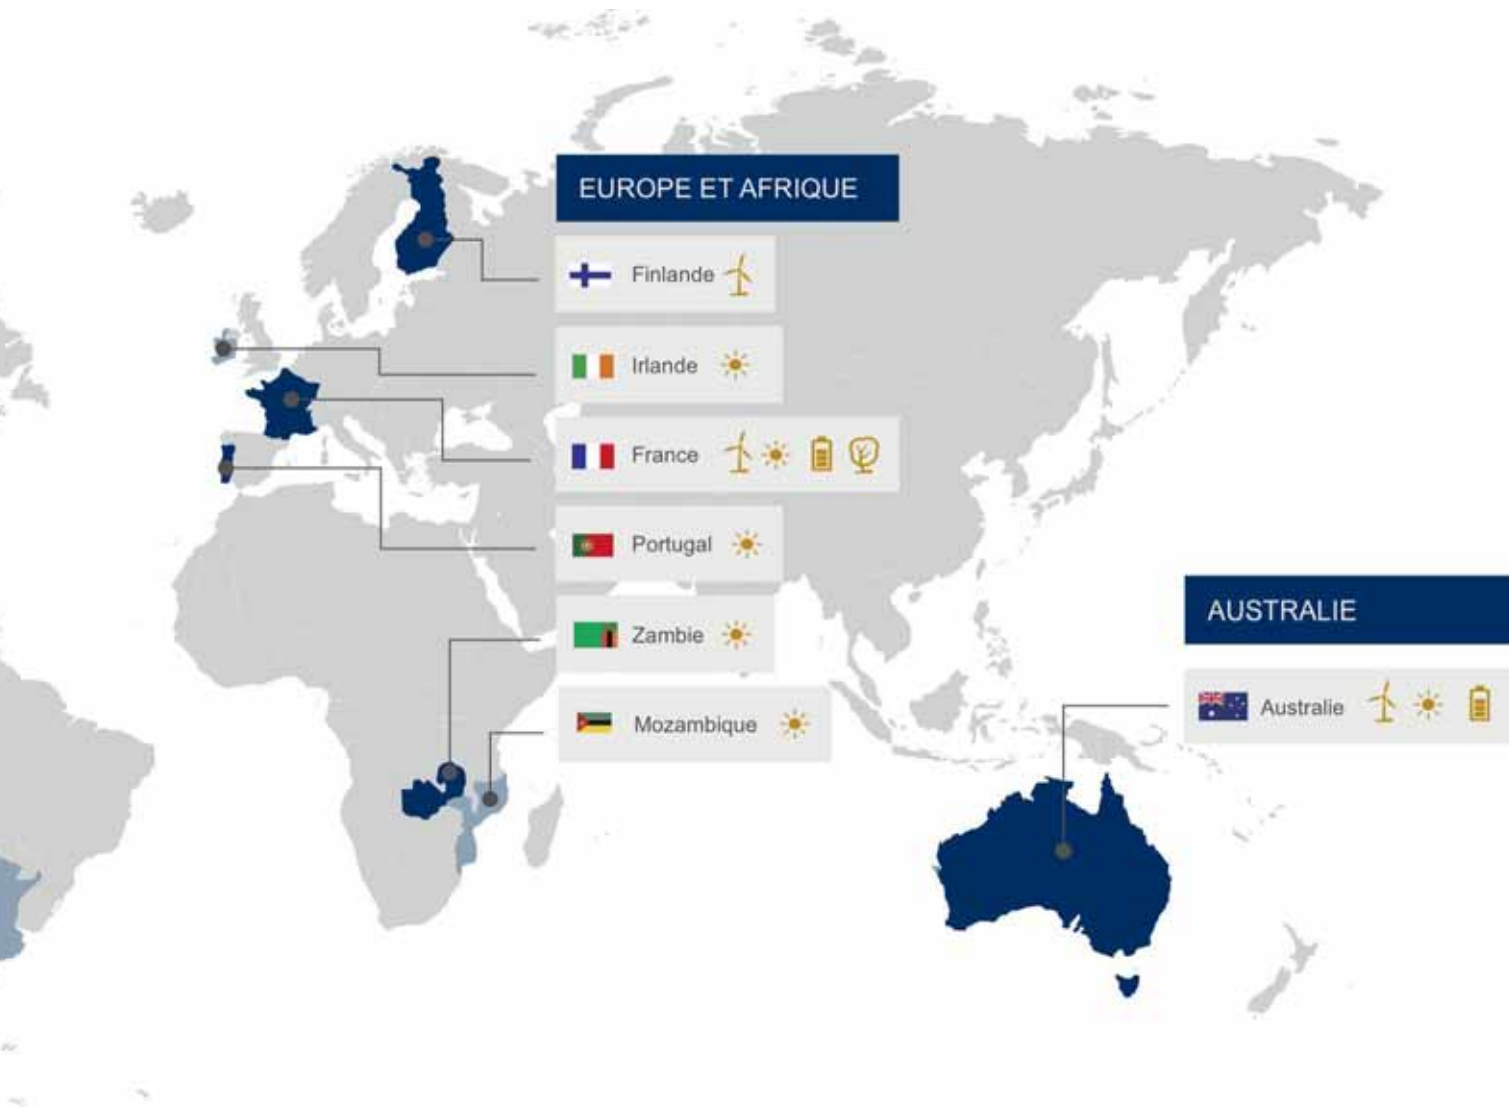 EUROPE ET AFRIQUE
Finlande
Irlande
France
Portugal
Zambie
Mozambique
AUSTRALIE
Australie